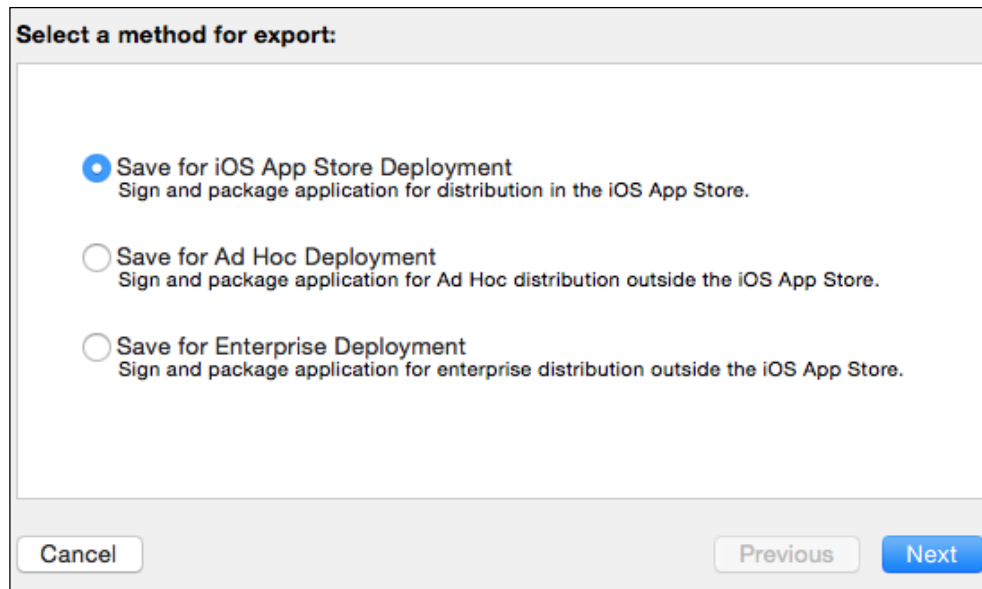 Select a method for export:
Save for iOS App Store Deployment
Sign and package application for distribution in the iOS App Store.
Save for Ad Hoc Deployment
Sign and package application for Ad Hoc distribution outside the iOS App Store.
Save for Enterprise Deployment
Sign and package application for enterprise distribution outside the iOS App Store.
Cancel
Previous
Next